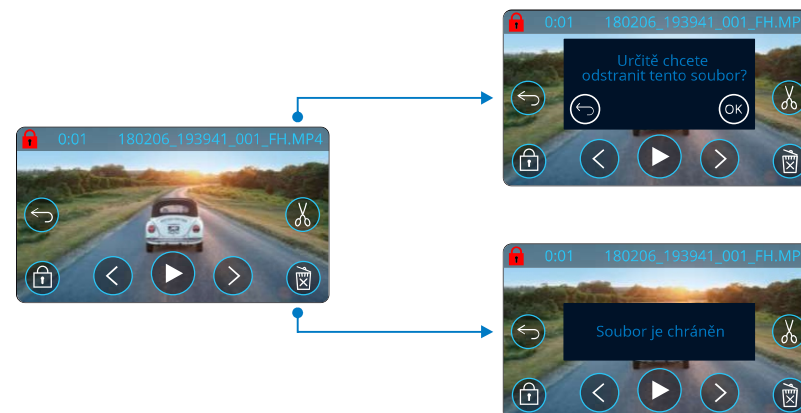 0:01 180206_193941_001_FH.MP4
0:01 180206_193941_001_FH.MP
Určitě chcete
odstranit tento soubor?
OK
0:01 180206_193941_001_FH.MP
Soubor je chráněn